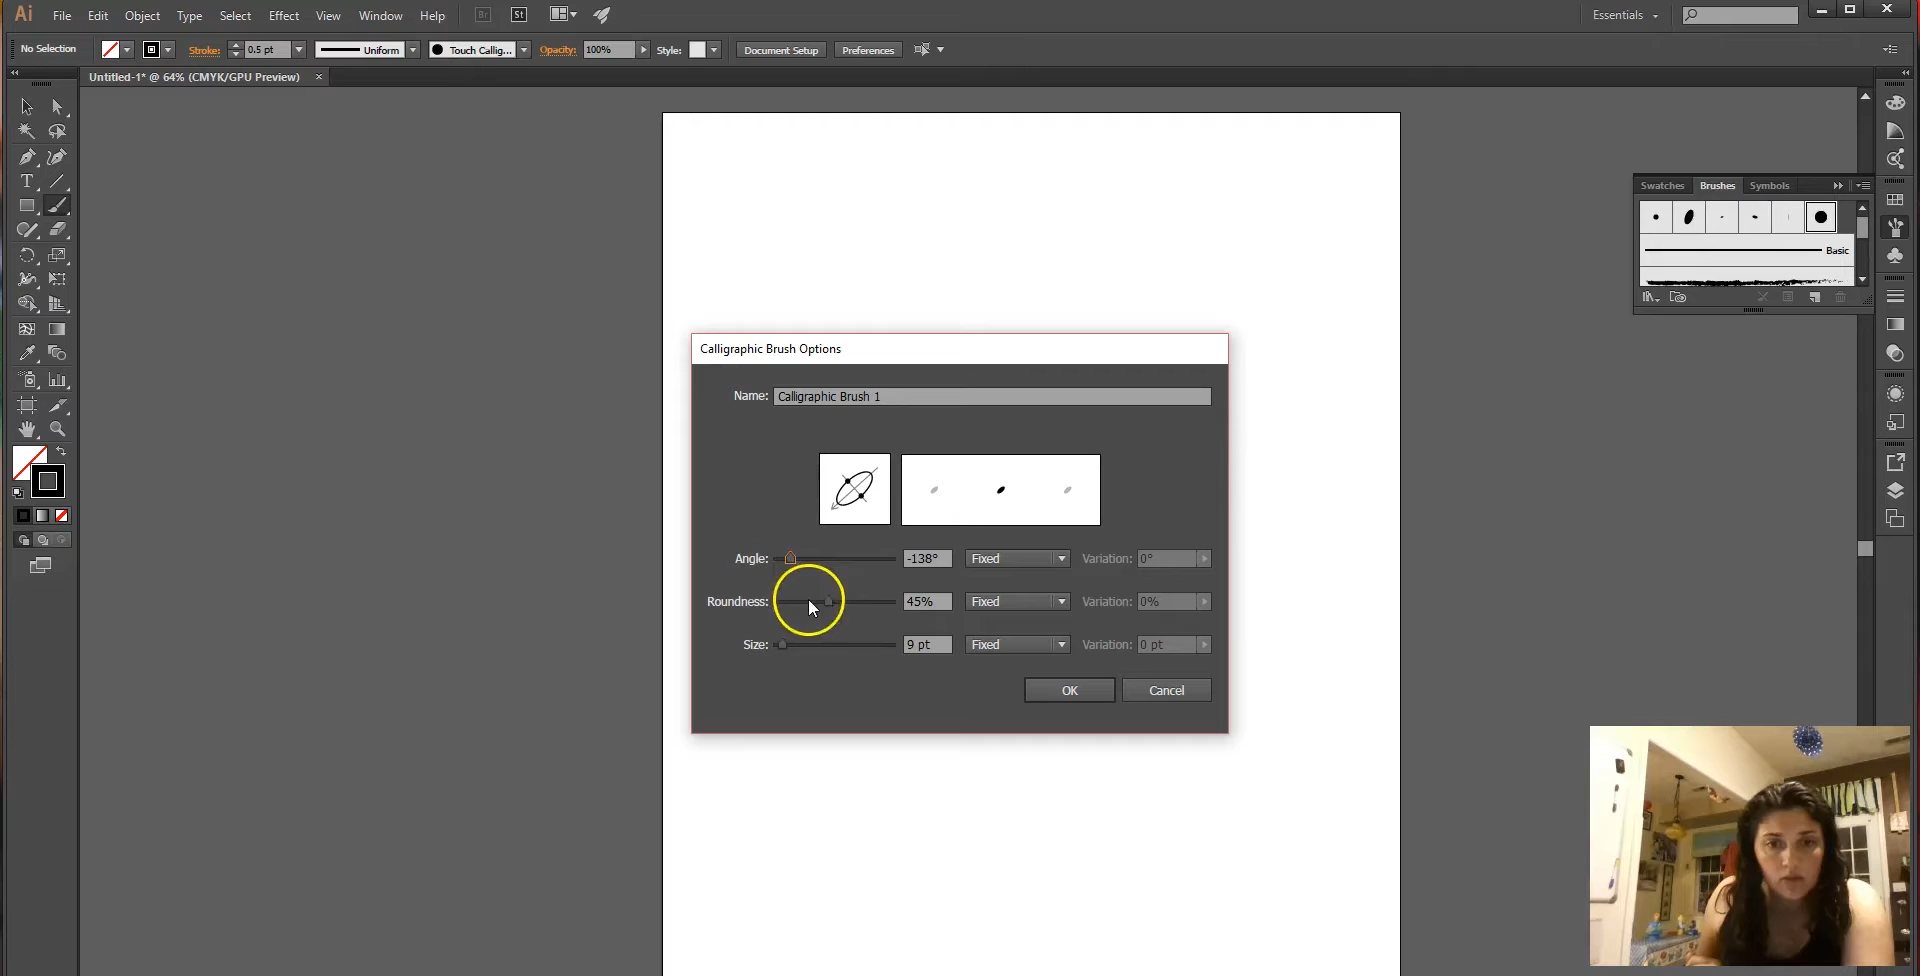 Ai File Edit Object Type Select Effect View Window Help Br St Essentials
No Selection Stroke: 0.5 pt Uniform Touch Callig... Opacity: 100% Style: Document Setup Preferences
Untitled-1* @ 64% (CMYK/GPU Preview) ×
Swatches Brushes Symbols
Basic
Calligraphic Brush Options
Name: Calligraphic Brush 1
Angle: -138° Fixed Variation: 0°
Roundness: 45% Fixed Variation: 0%
Size: 9 pt Fixed Variation: 0 pt
OK Cancel